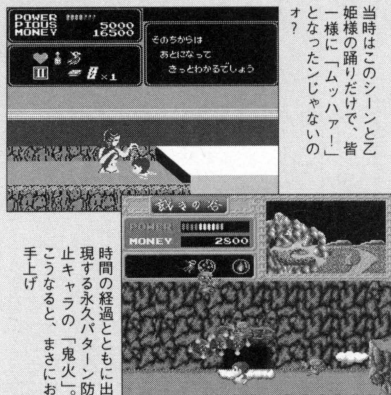 当時はこのシーンと乙
姫様の踊りだけで、皆
一様に「ムッハァ！」
となったンじゃないの
ォ？
POWER
PIOUS 5000
MONEY 16500
×1
そのちからは
あとになって
きっとわかるでしょう
POWER
MONEY 2800
時間の経過とともに出
現する永久パターン防
止キャラの「鬼火」。
こうなると、まさにお
手上げ